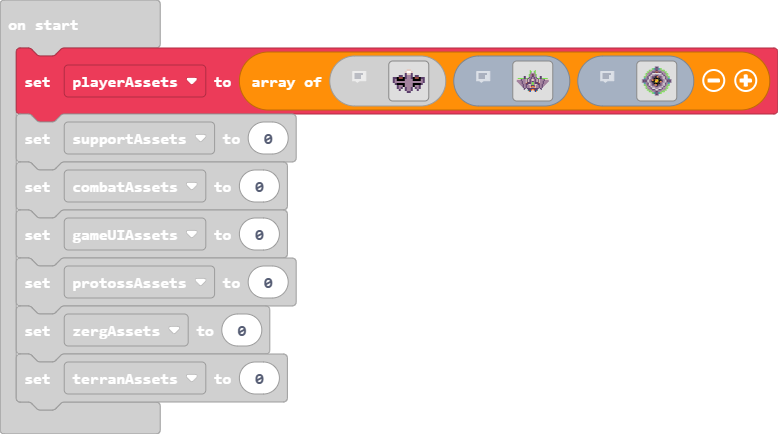 on start
set playerAssets to array of
set supportAssets to 0
set combatAssets to 0
set gameUIAssets to 0
set protossAssets to 0
set zergAssets to 0
set terranAssets to 0